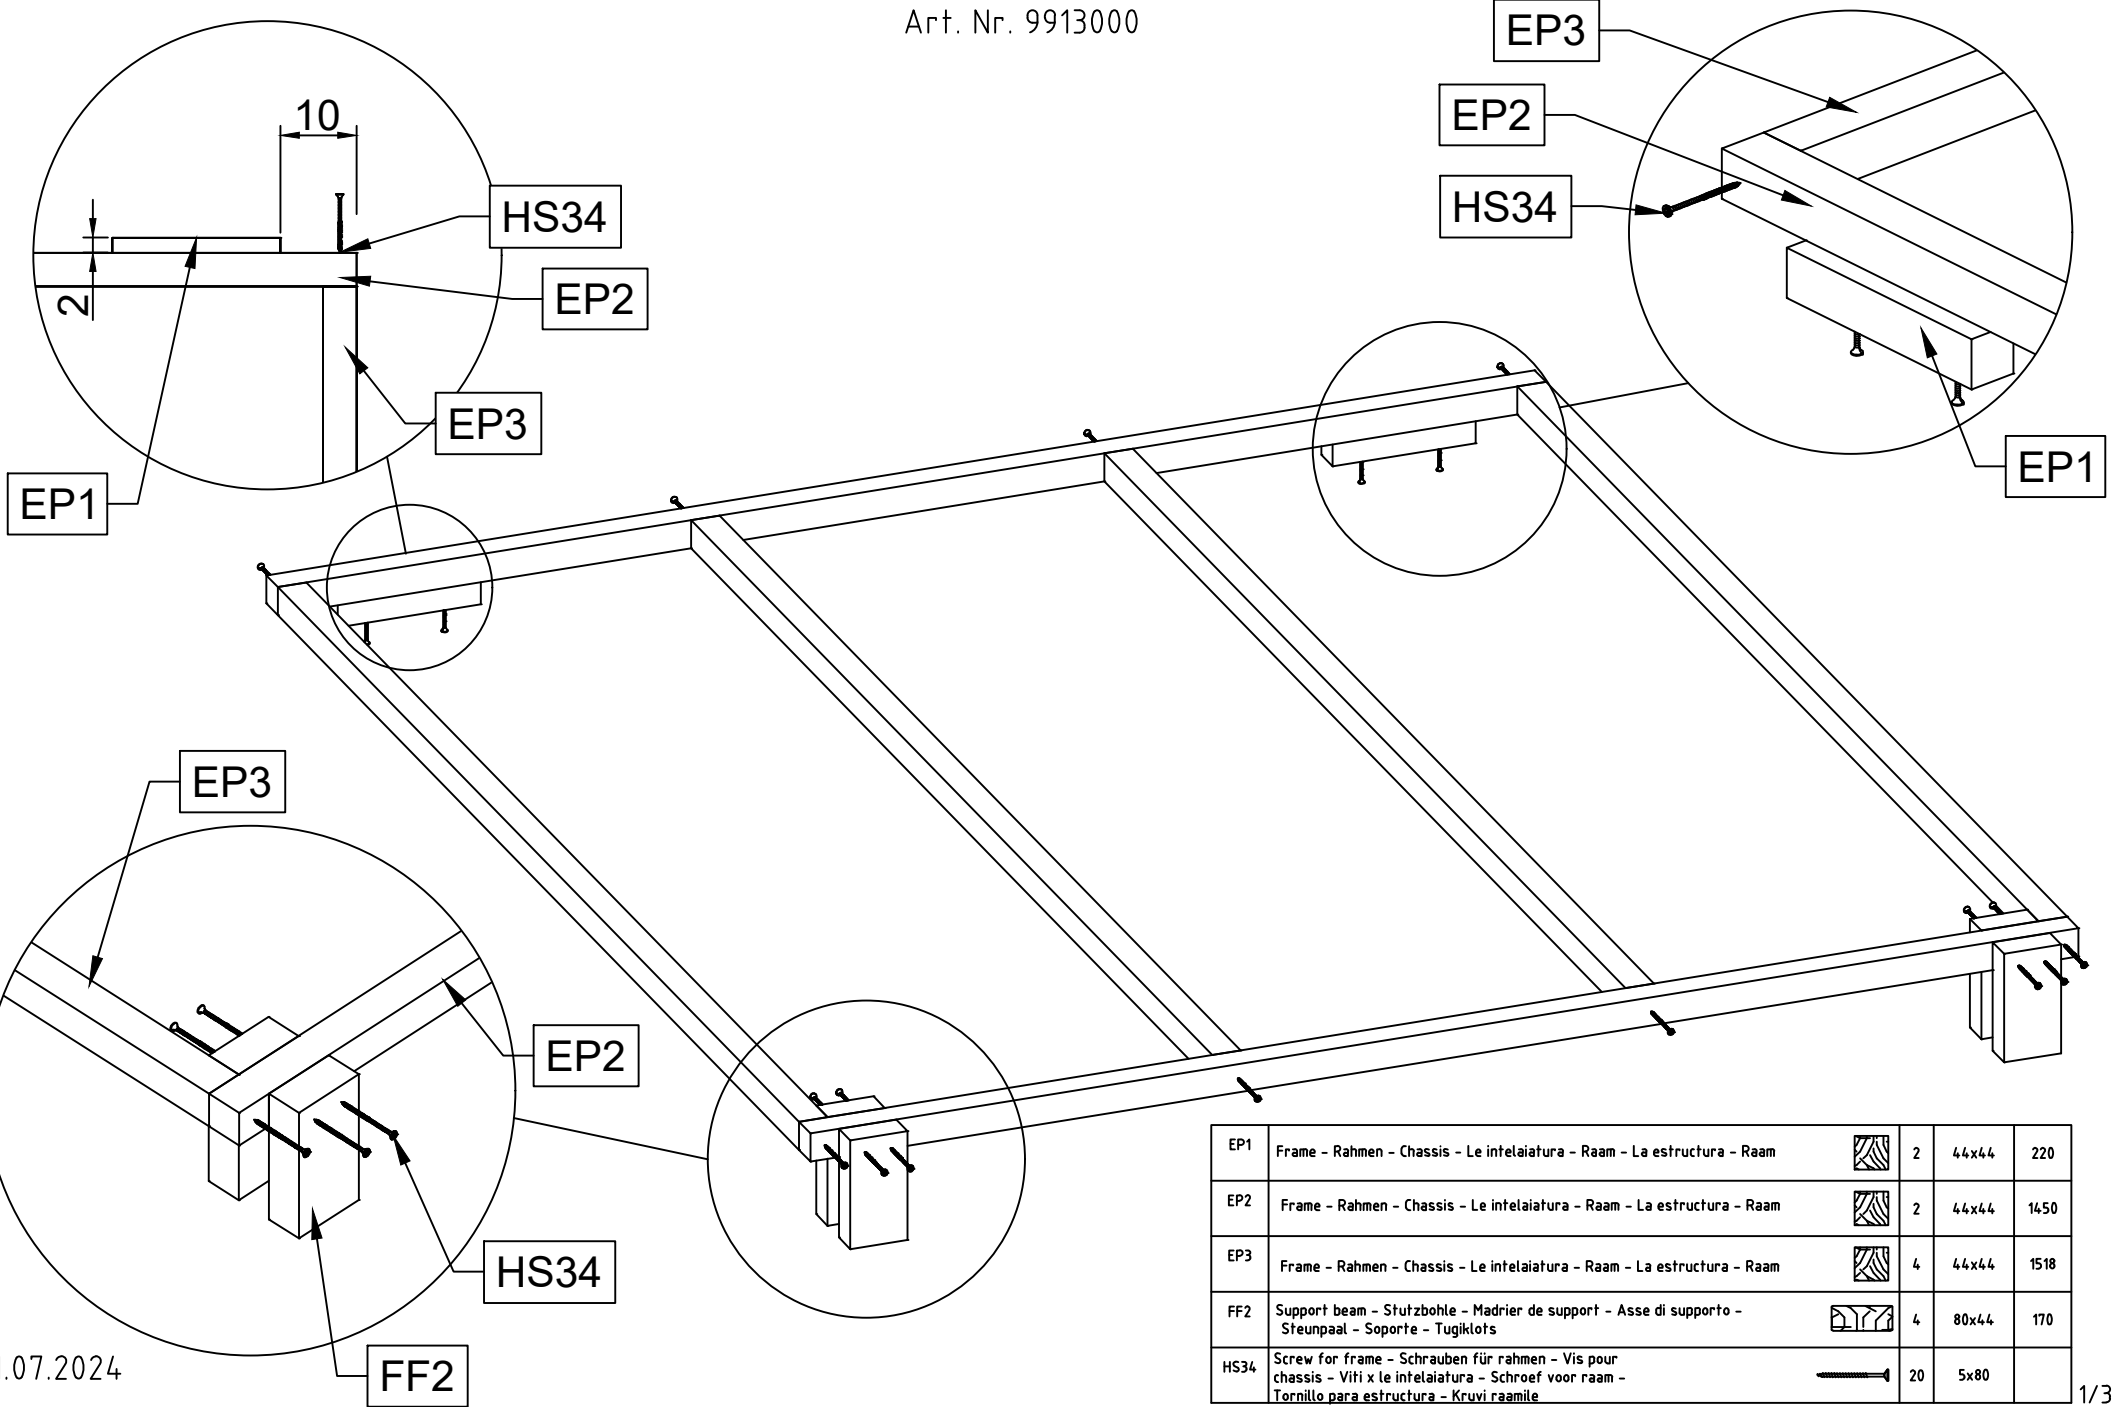 Art. Nr. 9913000
EP3
EP2
HS34
EP1
10
2
HS34
EP2
EP3
EP1
EP3
EP2
HS34
FF2
.07.2024
EP1 Frame - Rahmen - Chassis - Le intelaiatura - Raam - La estructura - Raam 2 44x44 220
EP2 Frame - Rahmen - Chassis - Le intelaiatura - Raam - La estructura - Raam 2 44x44 1450
EP3 Frame - Rahmen - Chassis - Le intelaiatura - Raam - La estructura - Raam 4 44x44 1518
FF2 Support beam - Stutzbohle - Madrier de support - Asse di supporto -
Steunpaal - Soporte - Tugiklots 4 80x44 170
HS34 Screw for frame - Schrauben für rahmen - Vis pour
chassis - Viti x le intelaiatura - Schroef voor raam -
Tornillo para estructura - Kruvi raamile 20 5x80
1/3